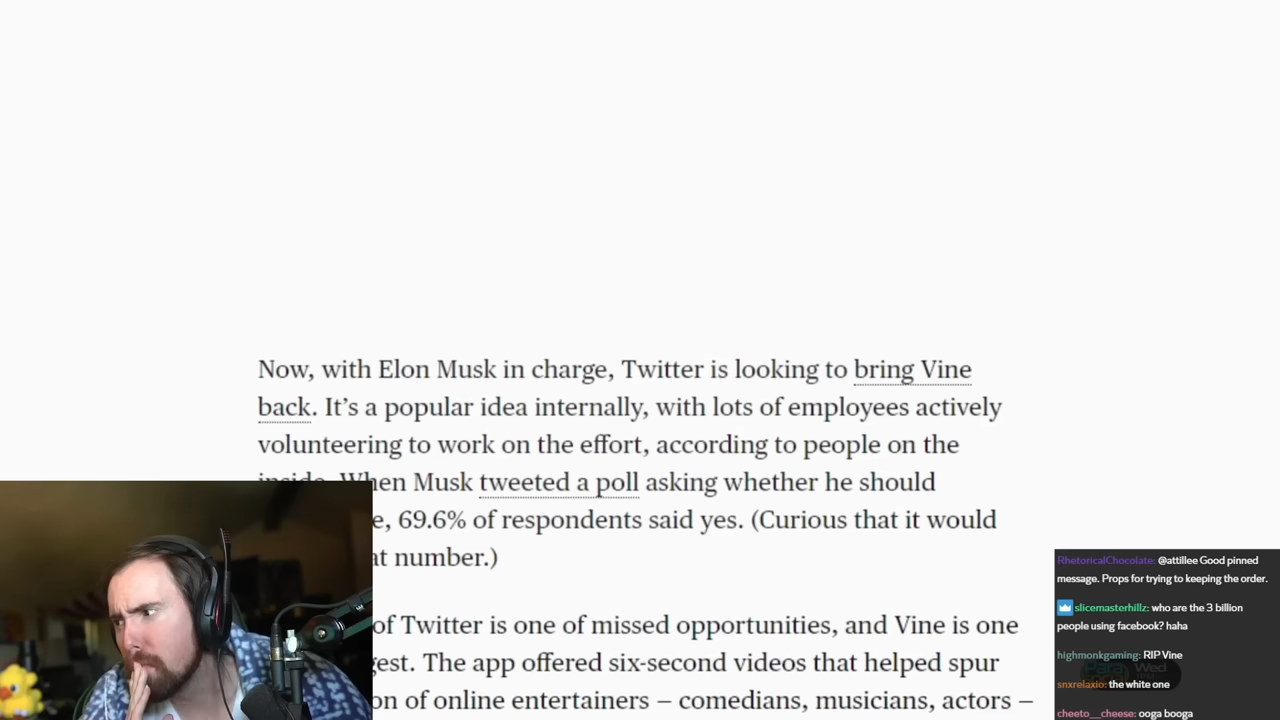 Now, with Elon Musk in charge, Twitter is looking to bring Vine
back. It’s a popular idea internally, with lots of employees actively
volunteering to work on the effort, according to people on the
inside. When Musk tweeted a poll asking whether he should
e, 69.6% of respondents said yes. (Curious that it would
at number.)
of Twitter is one of missed opportunities, and Vine is one
gest. The app offered six-second videos that helped spur
on of online entertainers — comedians, musicians, actors —
RhetoricalChocolate: @attillee Good pinned
message. Props for trying to keeping the order.
slicemasterhillz: who are the 3 billion
people using facebook? haha
highmonkgaming: RIP Vine
snxrelaxio: the white one
cheeto__cheese: ooga booga